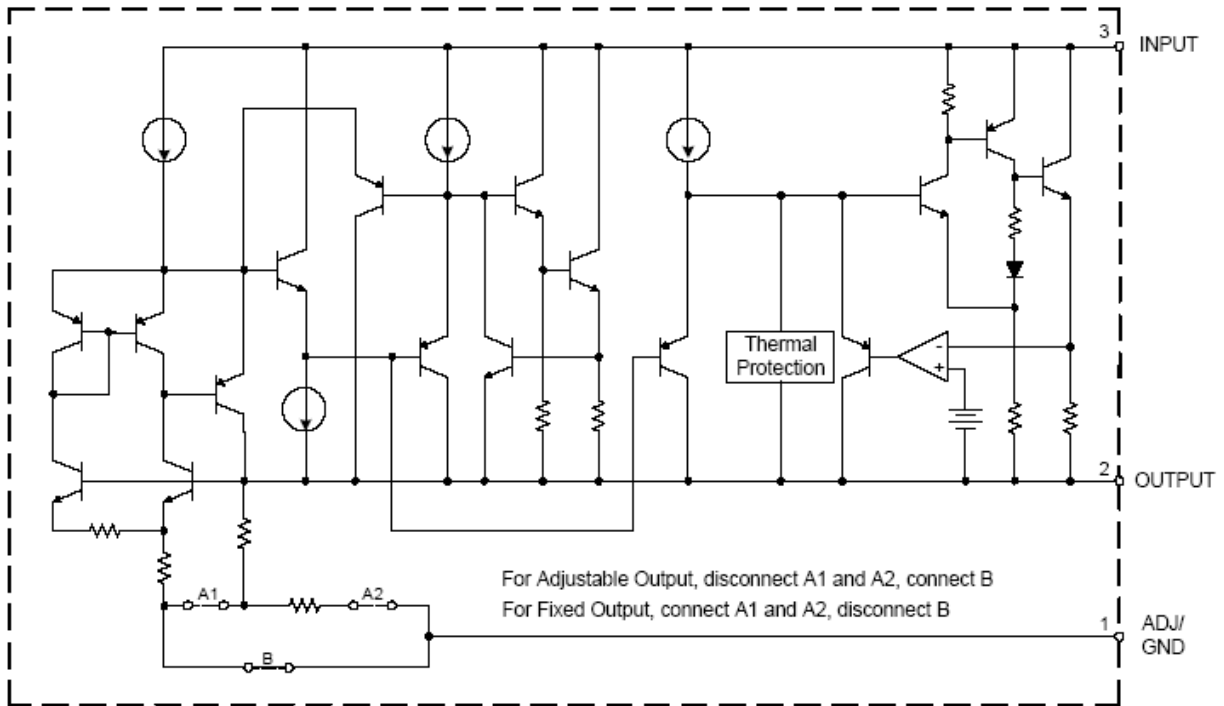 3
INPUT
Thermal
Protection
-
+
2
OUTPUT
For Adjustable Output, disconnect A1 and A2, connect B
For Fixed Output, connect A1 and A2, disconnect B
A1
A2
B
1
ADJ/
GND